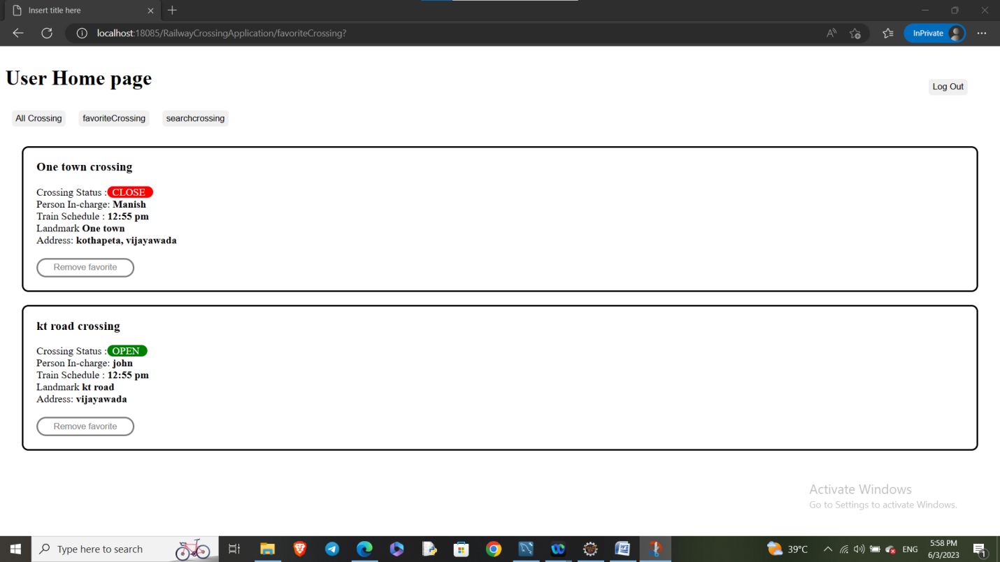 Insert title here
localhost:18085/RailwayCrossingApplication/favoriteCrossing?
InPrivate
User Home page
Log Out
All Crossing favoriteCrossing searchcrossing
One town crossing
Crossing Status : CLOSE
Person In-charge: Manish
Train Schedule : 12:55 pm
Landmark One town
Address: kothapeta, vijayawada
Remove favorite
kt road crossing
Crossing Status : OPEN
Person In-charge: john
Train Schedule : 12:55 pm
Landmark kt road
Address: vijayawada
Remove favorite
Activate Windows
Go to Settings to activate Windows.
Type here to search
39°C
ENG
5:58 PM
6/3/2023
1